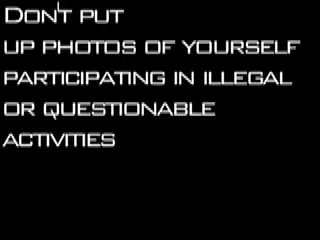 Don't put
up photos of yourself
participating in illegal
or questionable
activities